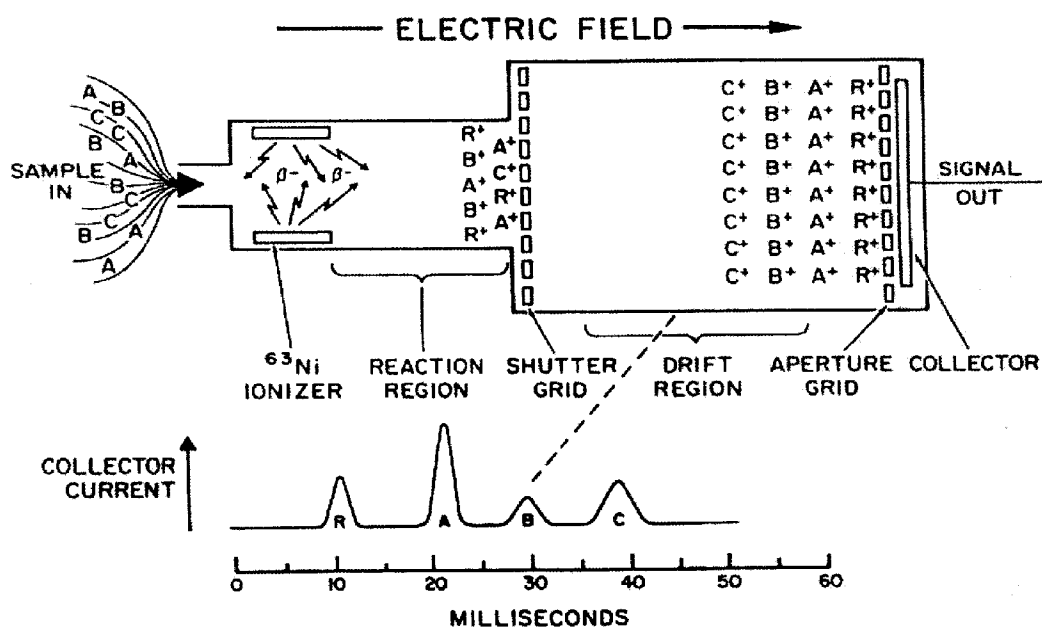 ELECTRIC FIELD
A
B
C
C
B
A
SAMPLE
IN
B
C
C
B
A
A
β- β-
R+
A+
B+
C+
A+
R+
B+
A+
R+
C+ B+ A+ R+
C+ B+ A+ R+
C+ B+ A+ R+
C+ B+ A+ R+
C+ B+ A+ R+
C+ B+ A+ R+
C+ B+ A+ R+
C+ B+ A+ R+
SIGNAL
OUT
63Ni
IONIZER
REACTION
REGION
SHUTTER
GRID
DRIFT
REGION
APERTURE
GRID
COLLECTOR
COLLECTOR
CURRENT
R A B C
0 10 20 30 40 50 60
MILLISECONDS